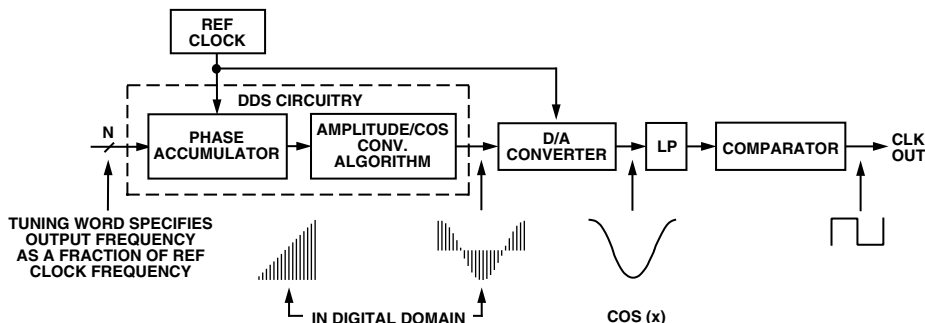 REF
CLOCK
DDS CIRCUITRY
N
PHASE
ACCUMULATOR
AMPLITUDE/COS
CONV.
ALGORITHM
D/A
CONVERTER
LP
COMPARATOR
CLK
OUT
TUNING WORD SPECIFIES
OUTPUT FREQUENCY
AS A FRACTION OF REF
CLOCK FREQUENCY
IN DIGITAL DOMAIN
COS (x)